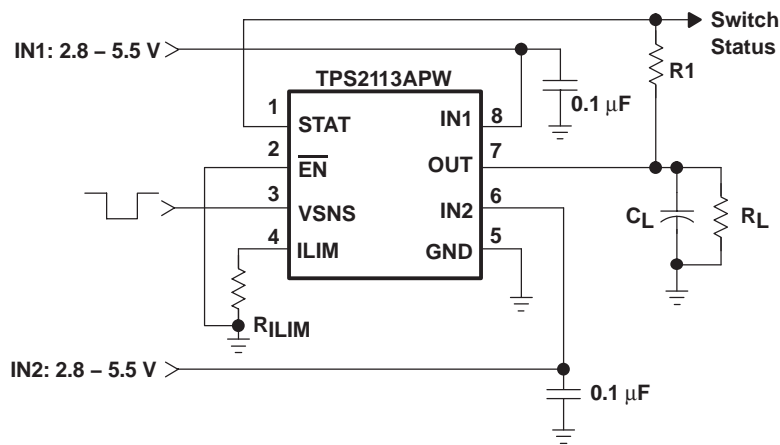 Switch
Status
IN1: 2.8 – 5.5 V
R1
TPS2113APW
0.1 μF
1
STAT
IN1
8
2
EN
OUT
7
3
VSNS
IN2
6
4
ILIM
GND
5
CL
RL
RILIM
IN2: 2.8 – 5.5 V
0.1 μF